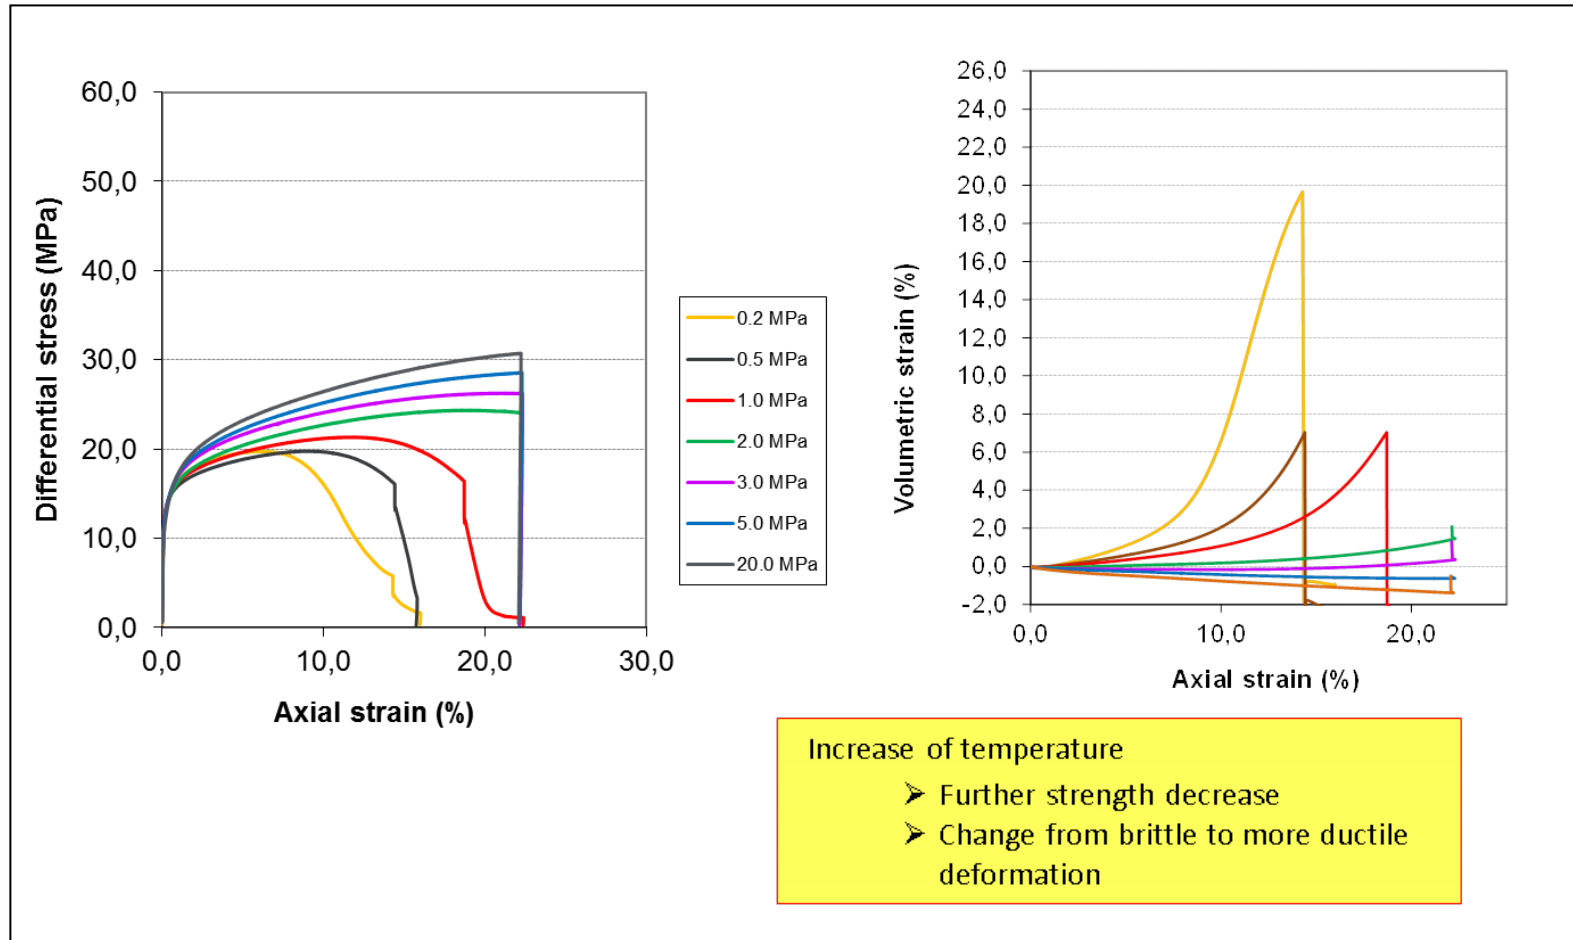 60,0
50,0
40,0
30,0
20,0
10,0
0,0
Differential stress (MPa)
0,0 10,0 20,0 30,0
Axial strain (%)
0.2 MPa
0.5 MPa
1.0 MPa
2.0 MPa
3.0 MPa
5.0 MPa
20.0 MPa
26,0
24,0
22,0
20,0
18,0
16,0
14,0
12,0
10,0
8,0
6,0
4,0
2,0
0,0
-2,0
Volumetric strain (%)
0,0 10,0 20,0
Axial strain (%)
Increase of temperature
➢ Further strength decrease
➢ Change from brittle to more ductile
deformation